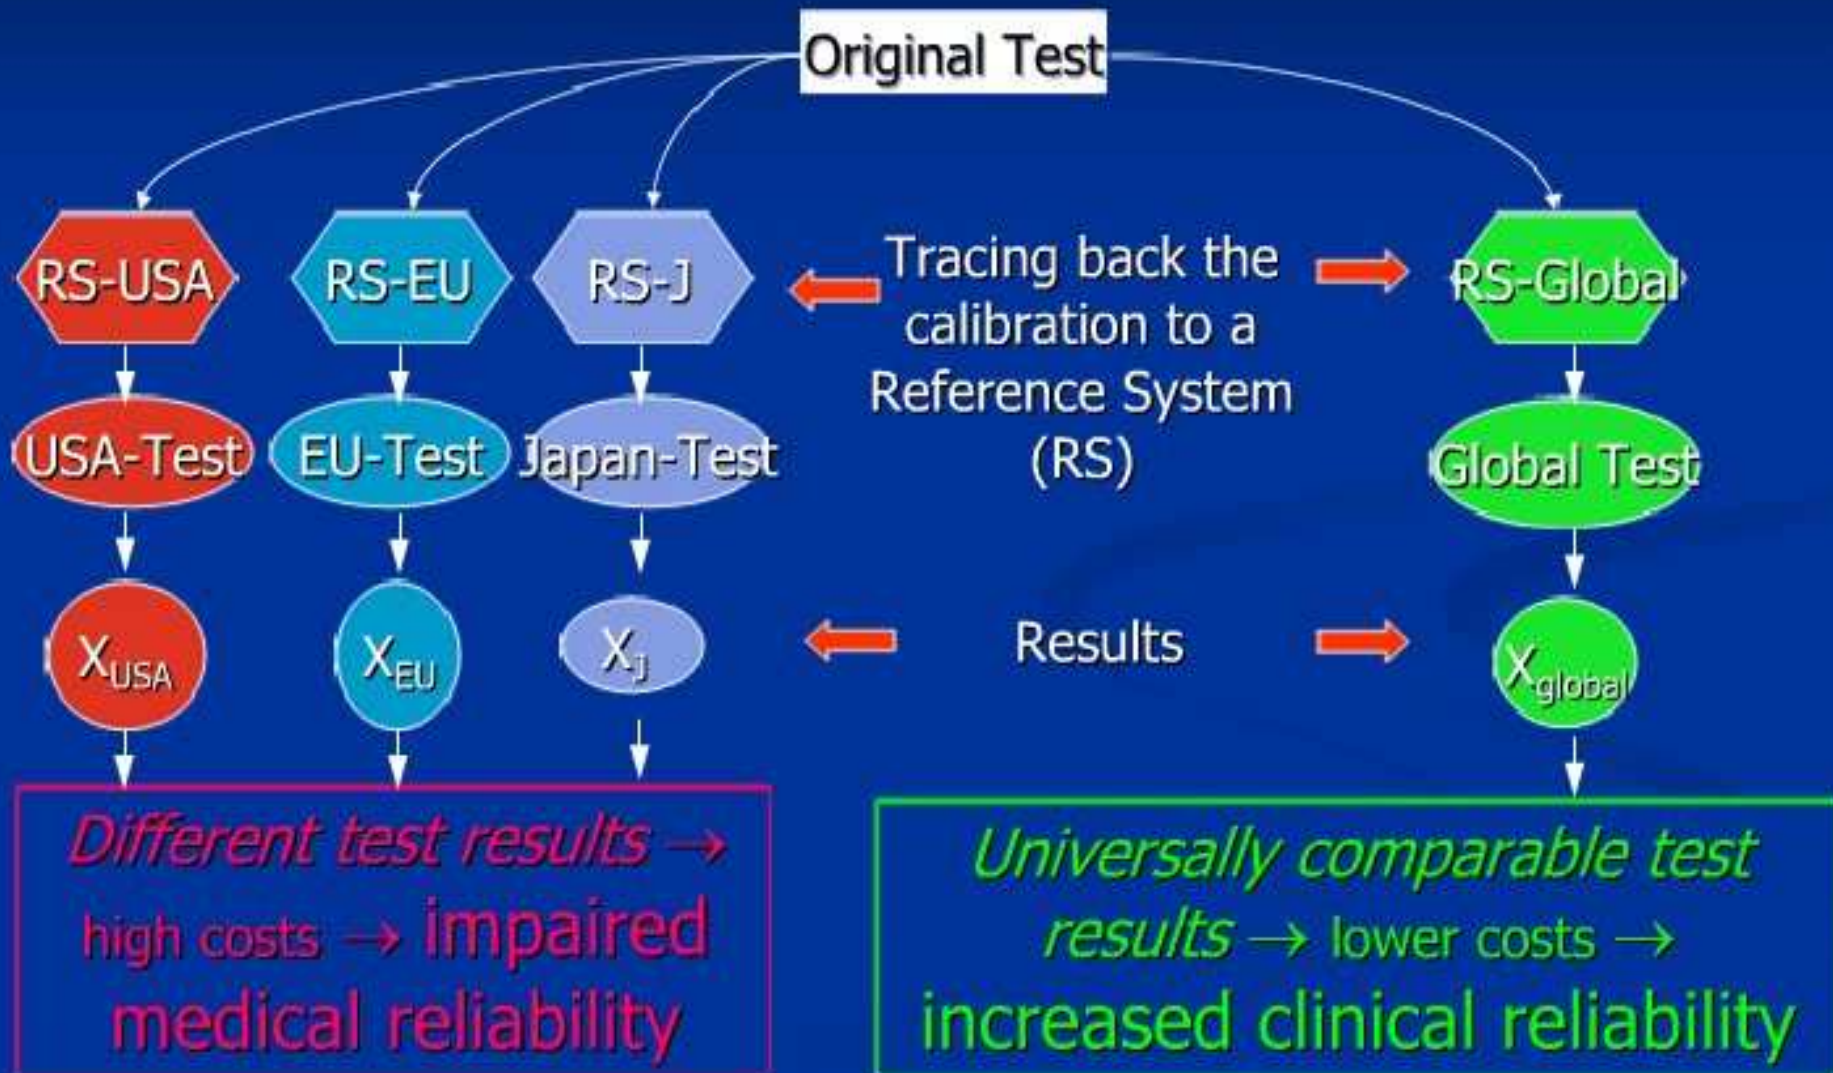 Original Test
RS-USA
RS-EU
RS-J
Tracing back the
calibration to a
Reference System
(RS)
RS-Global
USA-Test
EU-Test
Japan-Test
Global Test
XUSA
XEU
XJ
Results
Xglobal
Different test results →
high costs → impaired
medical reliability
Universally comparable test
results → lower costs →
increased clinical reliability